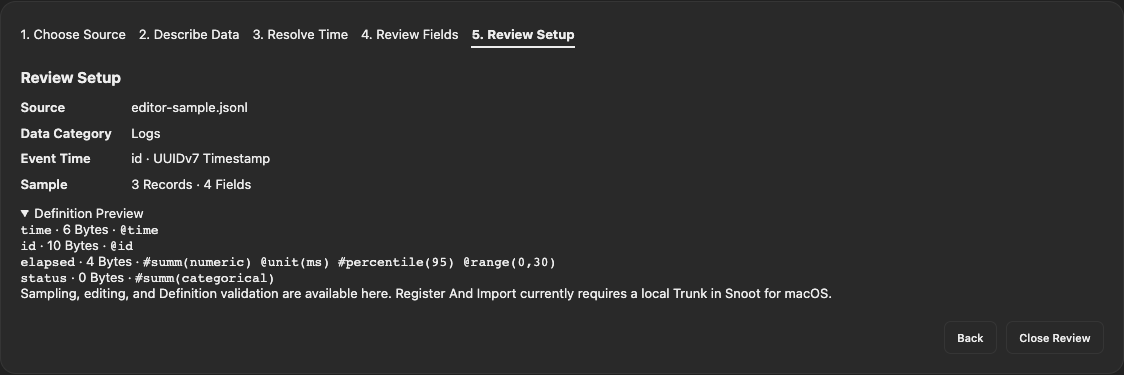 1. Choose Source 2. Describe Data 3. Resolve Time 4. Review Fields 5. Review Setup
Review Setup
Source editor-sample.jsonl
Data Category Logs
Event Time id · UUIDv7 Timestamp
Sample 3 Records · 4 Fields
▼ Definition Preview
time · 6 Bytes · @time
id · 10 Bytes · @id
elapsed · 4 Bytes · #summ(numeric) @unit(ms) #percentile(95) @range(0,30)
status · 0 Bytes · #summ(categorical)
Sampling, editing, and Definition validation are available here. Register And Import currently requires a local Trunk in Snoot for macOS.
Back Close Review